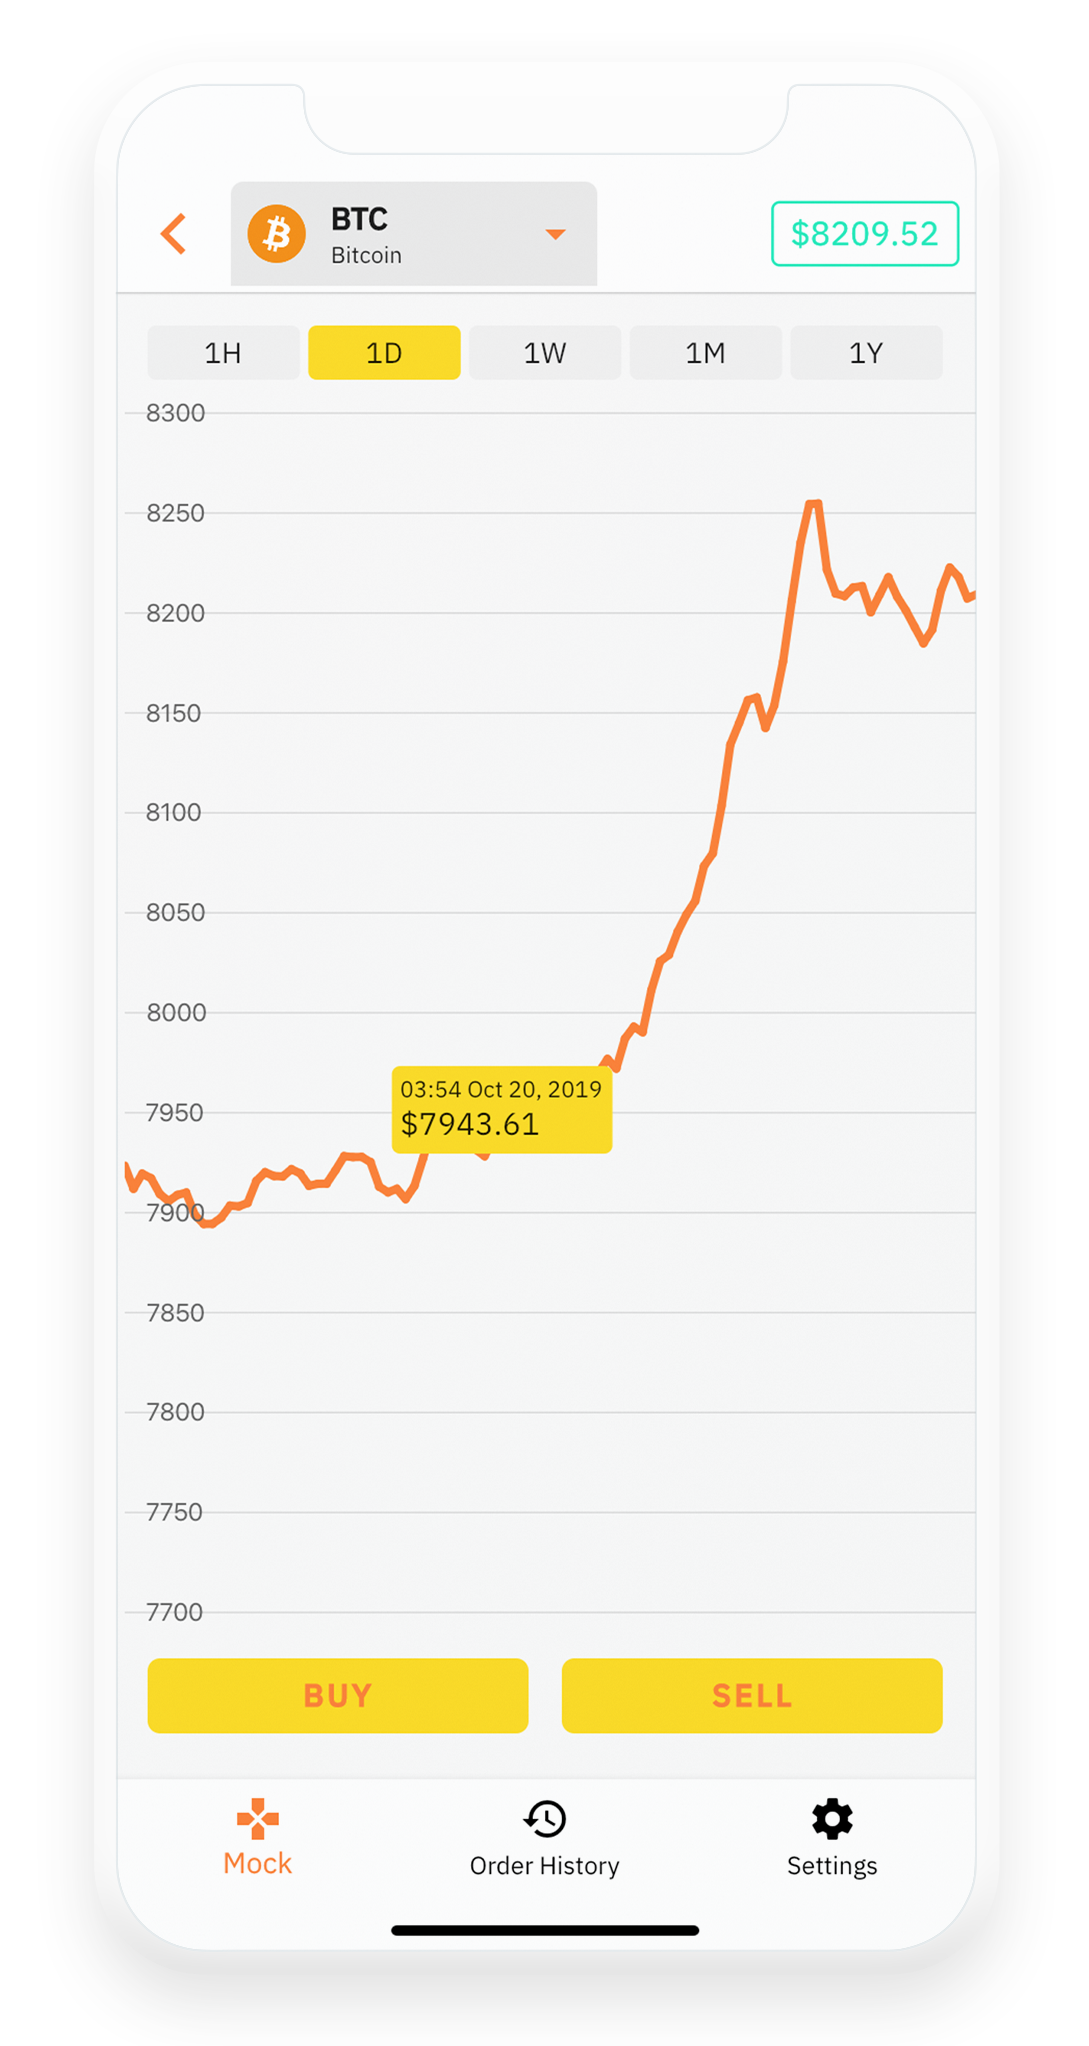 BTC
Bitcoin
$8209.52
1H 1D 1W 1M 1Y
8300
8250
8200
8150
8100
8050
8000
03:54 Oct 20, 2019
$7943.61
7950
7900
7850
7800
7750
7700
BUY SELL
Mock Order History Settings